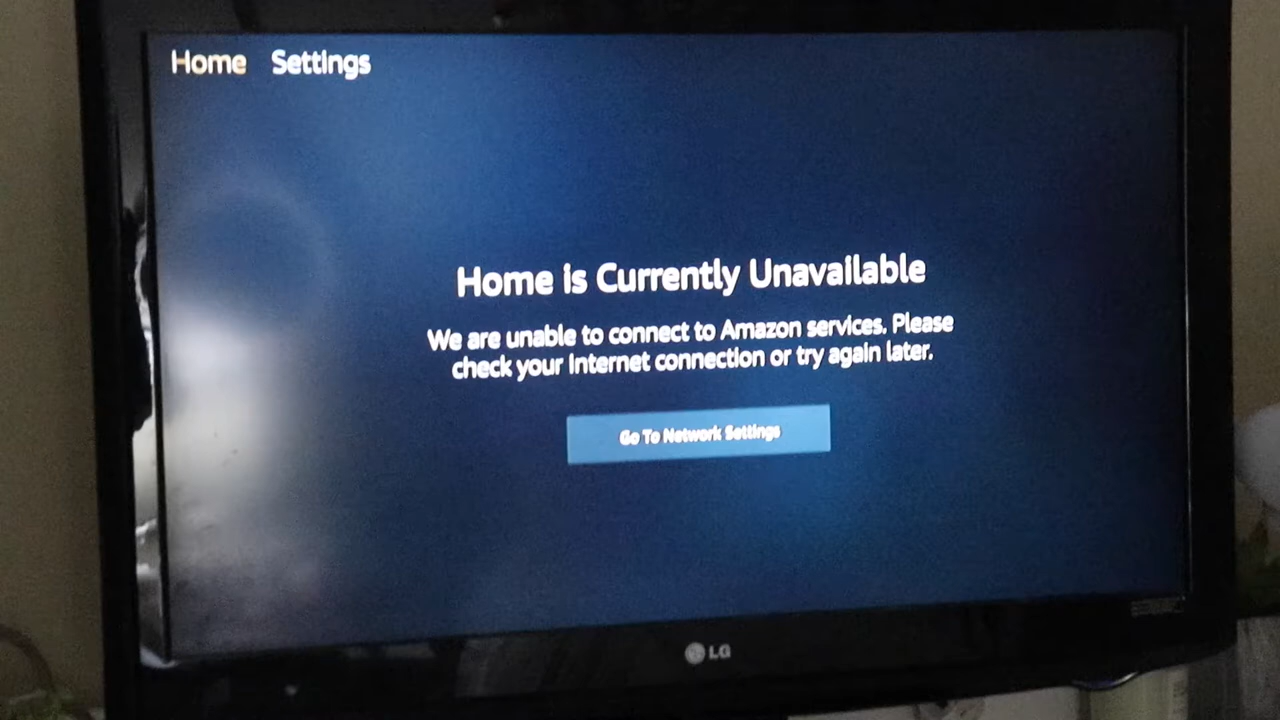 Home Settings
Home is Currently Unavailable
We are unable to connect to Amazon services. Please
check your internet connection or try again later.
Go To Network Settings
LG